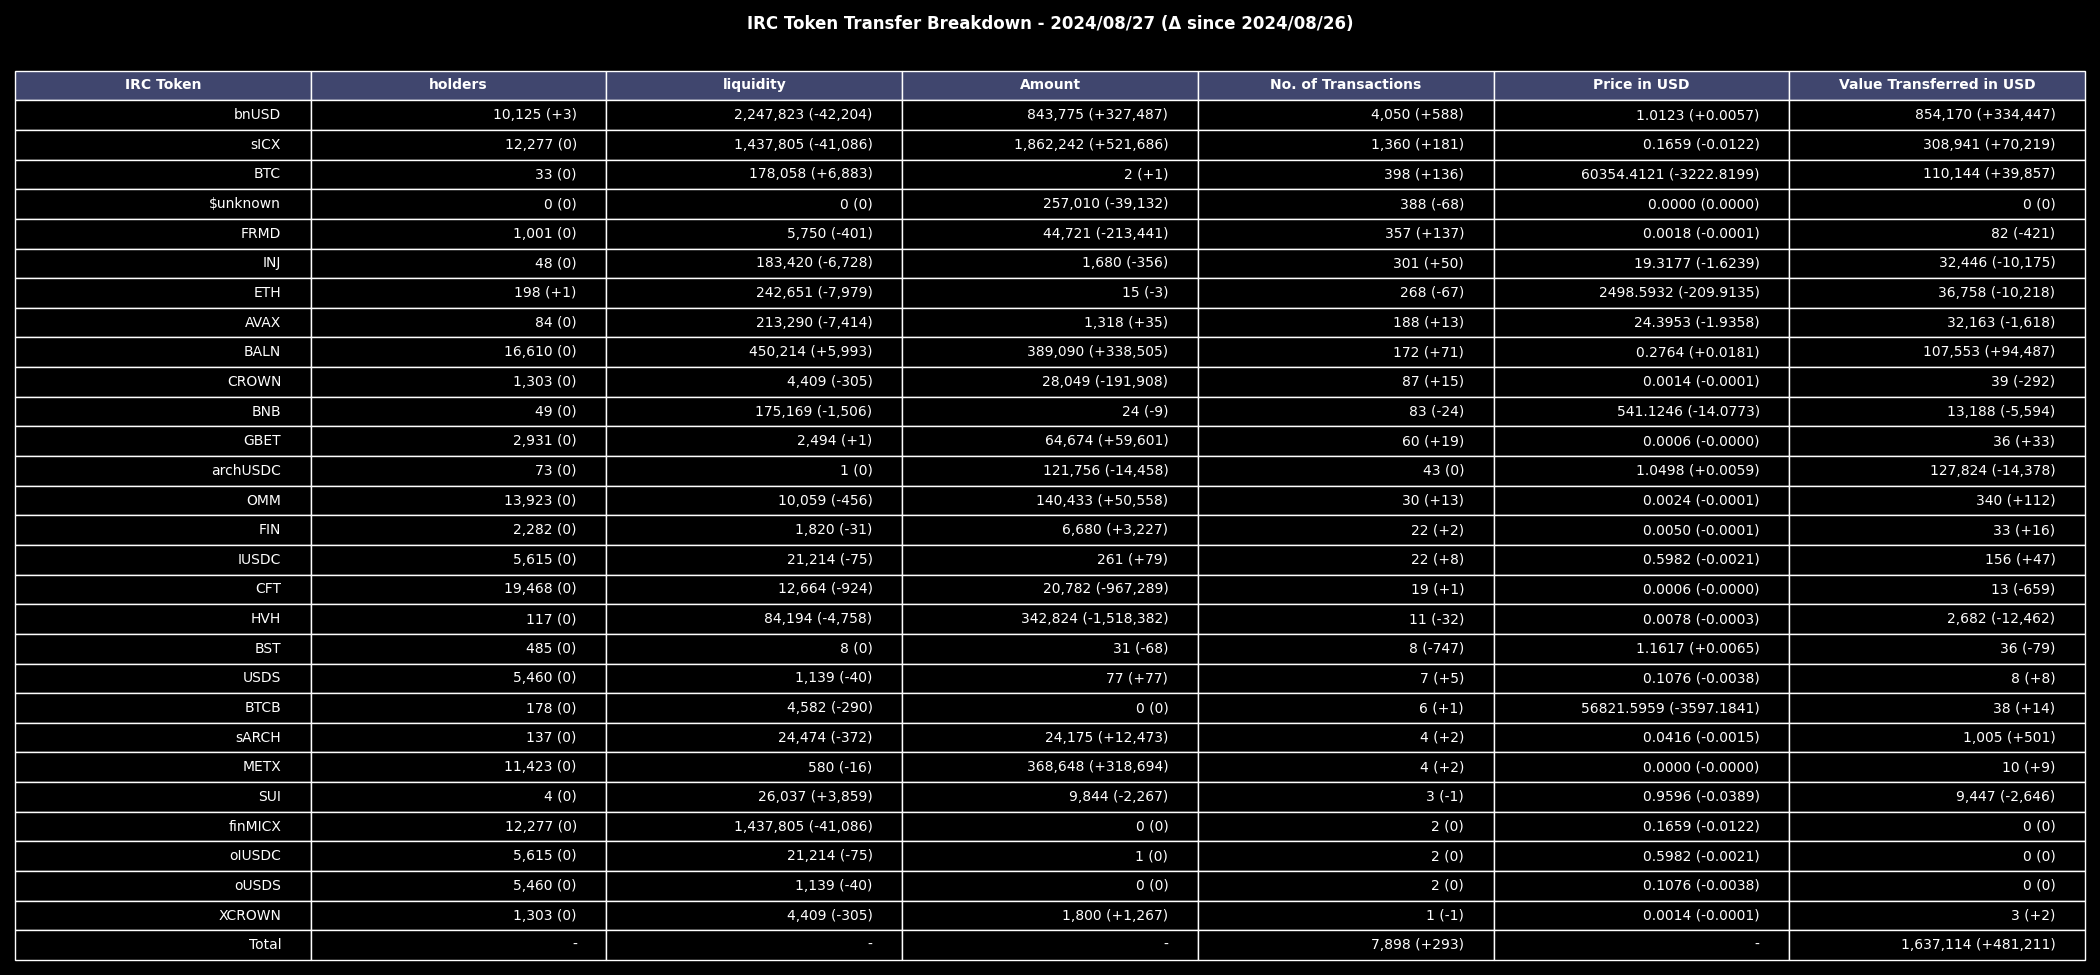 IRC Token Transfer Breakdown - 2024/08/27 (Δ since 2024/08/26)
IRC Token holders liquidity Amount No. of Transactions Price in USD Value Transferred in USD
bnUSD 10,125 (+3) 2,247,823 (-42,204) 843,775 (+327,487) 4,050 (+588) 1.0123 (+0.0057) 854,170 (+334,447)
sICX 12,277 (0) 1,437,805 (-41,086) 1,862,242 (+521,686) 1,360 (+181) 0.1659 (-0.0122) 308,941 (+70,219)
BTC 33 (0) 178,058 (+6,883) 2 (+1) 398 (+136) 60354.4121 (-3222.8199) 110,144 (+39,857)
$unknown 0 (0) 0 (0) 257,010 (-39,132) 388 (-68) 0.0000 (0.0000) 0 (0)
FRMD 1,001 (0) 5,750 (-401) 44,721 (-213,441) 357 (+137) 0.0018 (-0.0001) 82 (-421)
INJ 48 (0) 183,420 (-6,728) 1,680 (-356) 301 (+50) 19.3177 (-1.6239) 32,446 (-10,175)
ETH 198 (+1) 242,651 (-7,979) 15 (-3) 268 (-67) 2498.5932 (-209.9135) 36,758 (-10,218)
AVAX 84 (0) 213,290 (-7,414) 1,318 (+35) 188 (+13) 24.3953 (-1.9358) 32,163 (-1,618)
BALN 16,610 (0) 450,214 (+5,993) 389,090 (+338,505) 172 (+71) 0.2764 (+0.0181) 107,553 (+94,487)
CROWN 1,303 (0) 4,409 (-305) 28,049 (-191,908) 87 (+15) 0.0014 (-0.0001) 39 (-292)
BNB 49 (0) 175,169 (-1,506) 24 (-9) 83 (-24) 541.1246 (-14.0773) 13,188 (-5,594)
GBET 2,931 (0) 2,494 (+1) 64,674 (+59,601) 60 (+19) 0.0006 (-0.0000) 36 (+33)
archUSDC 73 (0) 1 (0) 121,756 (-14,458) 43 (0) 1.0498 (+0.0059) 127,824 (-14,378)
OMM 13,923 (0) 10,059 (-456) 140,433 (+50,558) 30 (+13) 0.0024 (-0.0001) 340 (+112)
FIN 2,282 (0) 1,820 (-31) 6,680 (+3,227) 22 (+2) 0.0050 (-0.0001) 33 (+16)
IUSDC 5,615 (0) 21,214 (-75) 261 (+79) 22 (+8) 0.5982 (-0.0021) 156 (+47)
CFT 19,468 (0) 12,664 (-924) 20,782 (-967,289) 19 (+1) 0.0006 (-0.0000) 13 (-659)
HVH 117 (0) 84,194 (-4,758) 342,824 (-1,518,382) 11 (-32) 0.0078 (-0.0003) 2,682 (-12,462)
BST 485 (0) 8 (0) 31 (-68) 8 (-747) 1.1617 (+0.0065) 36 (-79)
USDS 5,460 (0) 1,139 (-40) 77 (+77) 7 (+5) 0.1076 (-0.0038) 8 (+8)
BTCB 178 (0) 4,582 (-290) 0 (0) 6 (+1) 56821.5959 (-3597.1841) 38 (+14)
sARCH 137 (0) 24,474 (-372) 24,175 (+12,473) 4 (+2) 0.0416 (-0.0015) 1,005 (+501)
METX 11,423 (0) 580 (-16) 368,648 (+318,694) 4 (+2) 0.0000 (-0.0000) 10 (+9)
SUI 4 (0) 26,037 (+3,859) 9,844 (-2,267) 3 (-1) 0.9596 (-0.0389) 9,447 (-2,646)
finMICX 12,277 (0) 1,437,805 (-41,086) 0 (0) 2 (0) 0.1659 (-0.0122) 0 (0)
oIUSDC 5,615 (0) 21,214 (-75) 1 (0) 2 (0) 0.5982 (-0.0021) 0 (0)
oUSDS 5,460 (0) 1,139 (-40) 0 (0) 2 (0) 0.1076 (-0.0038) 0 (0)
XCROWN 1,303 (0) 4,409 (-305) 1,800 (+1,267) 1 (-1) 0.0014 (-0.0001) 3 (+2)
Total - - - 7,898 (+293) - 1,637,114 (+481,211)